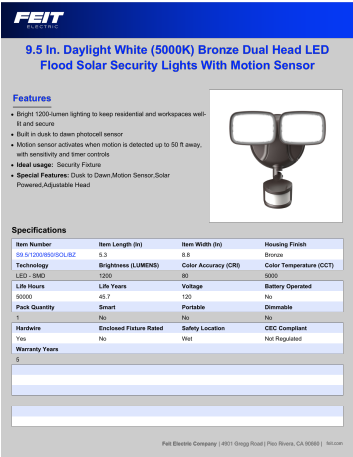 FEIT
ELECTRIC
9.5 In. Daylight White (5000K) Bronze Dual Head LED
Flood Solar Security Lights With Motion Sensor
Features
• Bright 1200-lumen lighting to keep residential and workspaces well-
lit and secure
• Built in dusk to dawn photocell sensor
• Motion sensor activates when motion is detected up to 50 ft away,
with sensitivity and timer controls
• Ideal usage: Security Fixture
• Special Features: Dusk to Dawn,Motion Sensor,Solar
Powered,Adjustable Head
Specifications
Item Number Item Length (In) Item Width (In) Housing Finish
S9.5/1200/850/SOL/BZ 5.3 8.8 Bronze
Technology Brightness (LUMENS) Color Accuracy (CRI) Color Temperature (CCT)
LED - SMD 1200 80 5000
Life Hours Life Years Voltage Battery Operated
50000 45.7 120 No
Pack Quantity Smart Portable Dimmable
1 No No No
Hardwire Enclosed Fixture Rated Safety Location CEC Compliant
Yes No Wet Not Regulated
Warranty Years
5
Feit Electric Company | 4901 Gregg Road | Pico Rivera, CA 90660 | feit.com